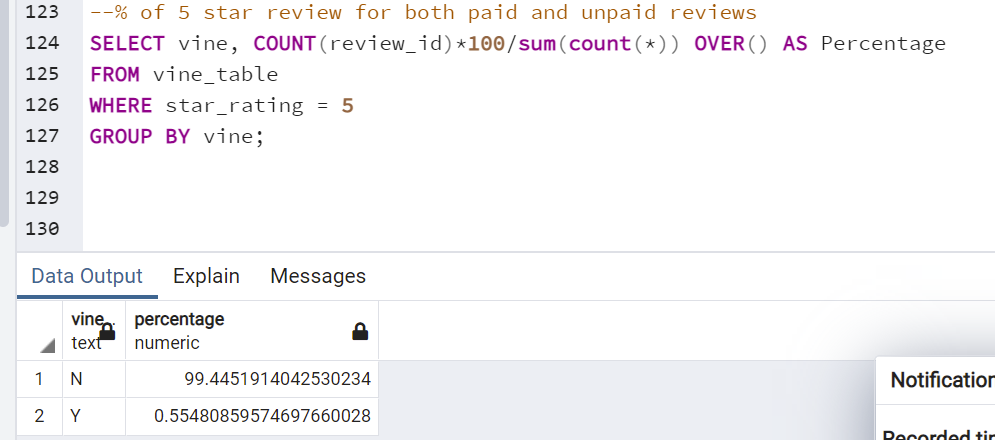 123 --% of 5 star review for both paid and unpaid reviews
124 SELECT vine, COUNT(review_id)*100/sum(count(*)) OVER() AS Percentage
125 FROM vine_table
126 WHERE star_rating = 5
127 GROUP BY vine;
128
129
130
Data Output Explain Messages
vine percentage
text numeric
1 N 99.4451914042530234
2 Y 0.55480859574697660028
Notification
Recorded tin